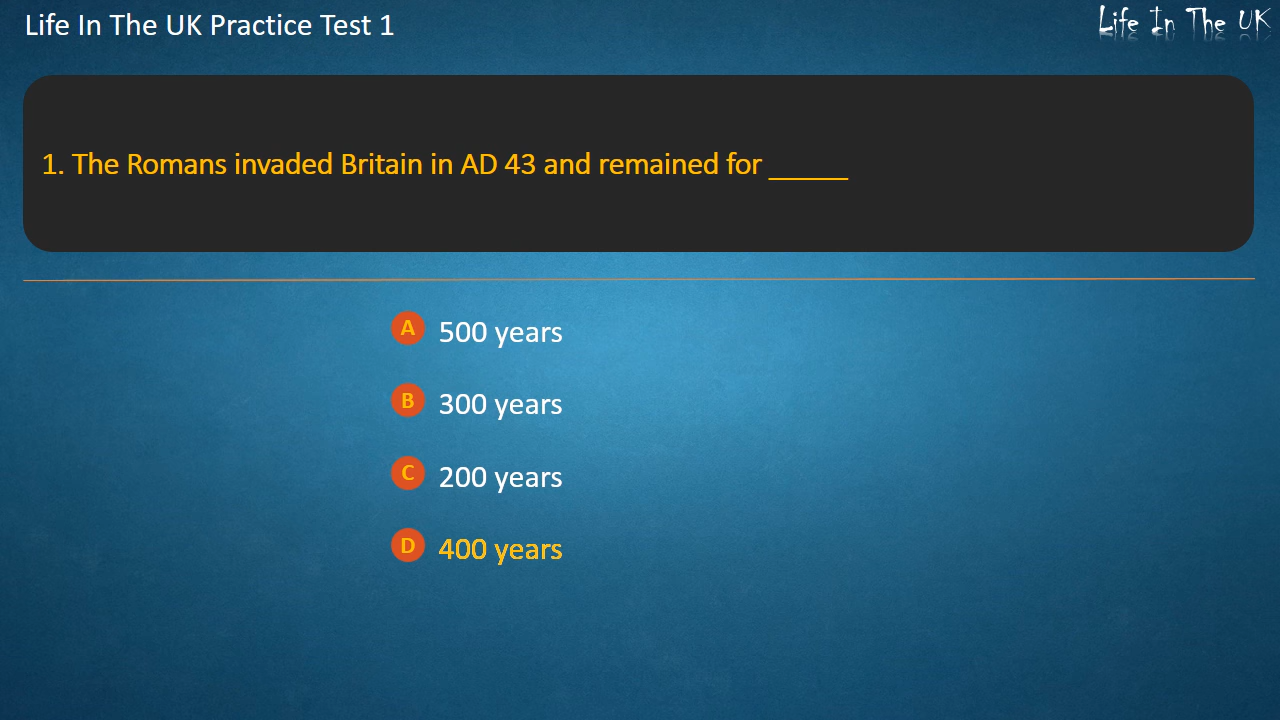 Life In The UK Practice Test 1
Life In The UK
1. The Romans invaded Britain in AD 43 and remained for _____
A 500 years
B 300 years
C 200 years
D 400 years